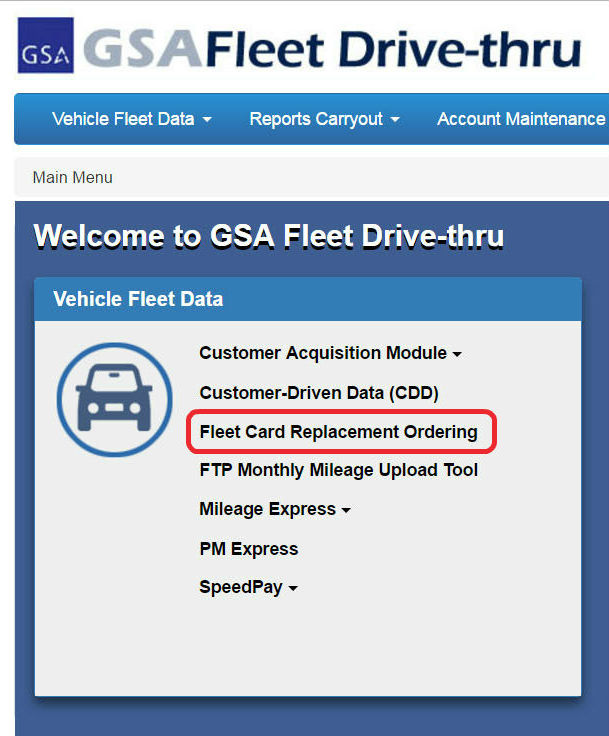 GSA GSAFleet Drive-thru
Vehicle Fleet Data Reports Carryout Account Maintenance
Main Menu
Welcome to GSA Fleet Drive-thru
Vehicle Fleet Data
Customer Acquisition Module
Customer-Driven Data (CDD)
Fleet Card Replacement Ordering
FTP Monthly Mileage Upload Tool
Mileage Express
PM Express
SpeedPay